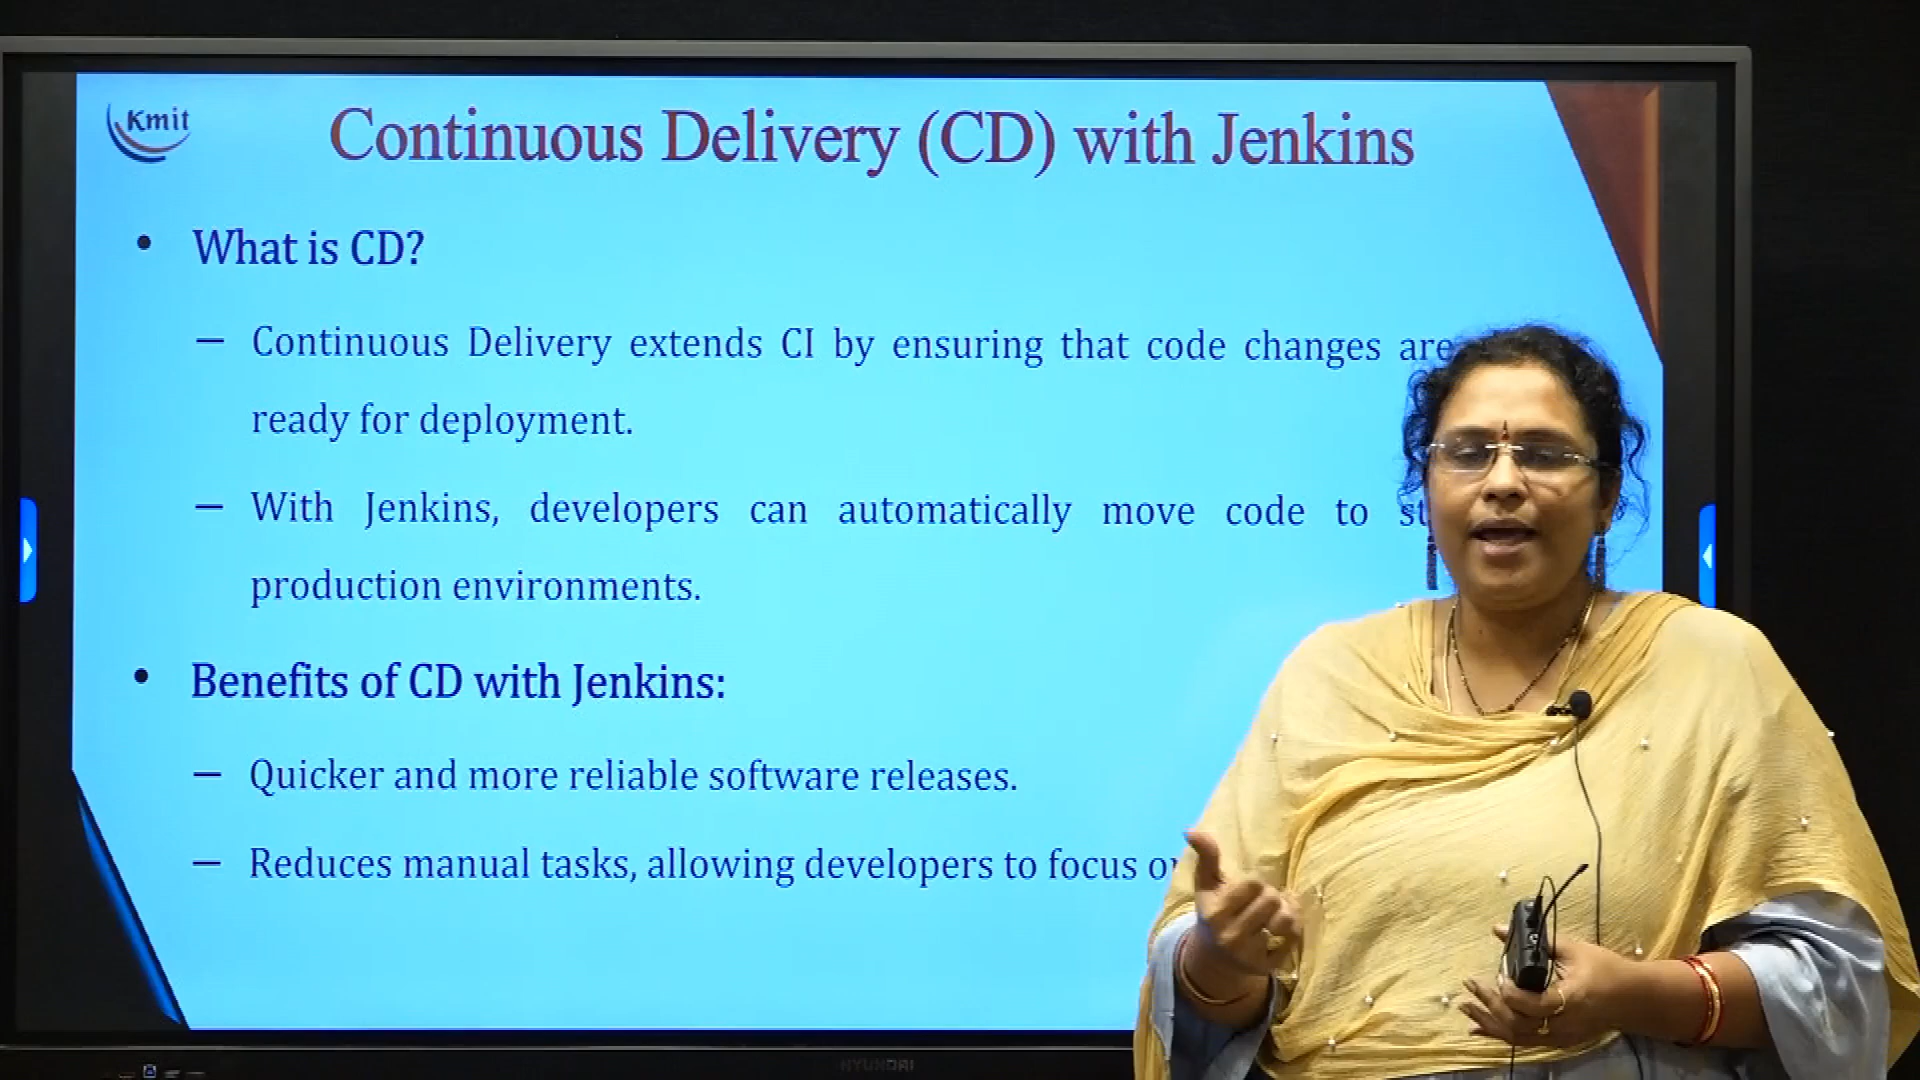 Kmit
Continuous Delivery (CD) with Jenkins
• What is CD?
— Continuous Delivery extends CI by ensuring that code changes are
ready for deployment.
— With Jenkins, developers can automatically move code to
production environments.
• Benefits of CD with Jenkins:
— Quicker and more reliable software releases.
— Reduces manual tasks, allowing developers to focus
HYUNDAI